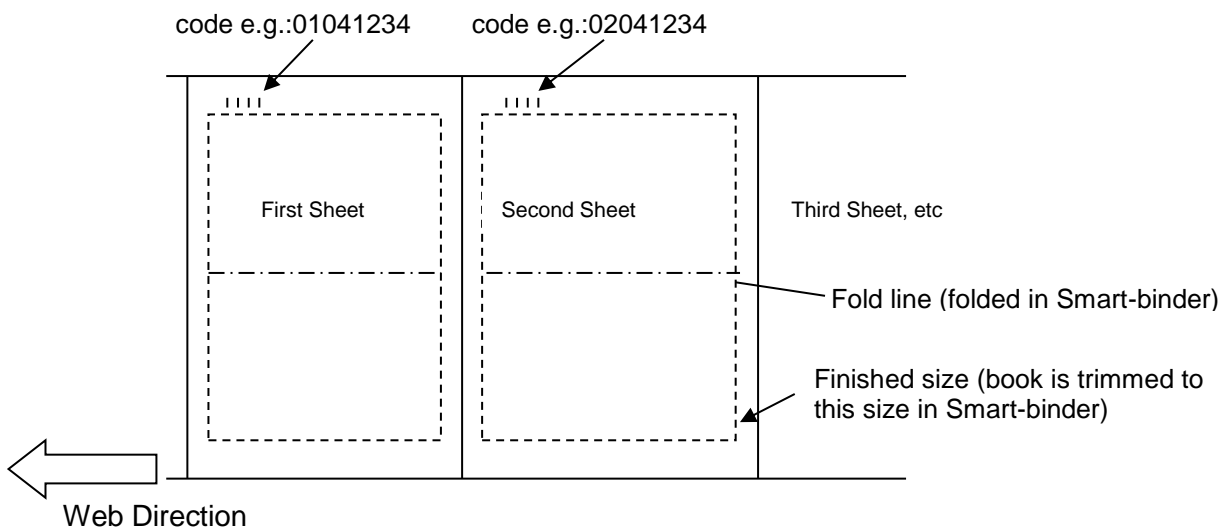 code e.g.:01041234
code e.g.:02041234
First Sheet
Second Sheet
Third Sheet, etc
Fold line (folded in Smart-binder)
Finished size (book is trimmed to
this size in Smart-binder)
Web Direction